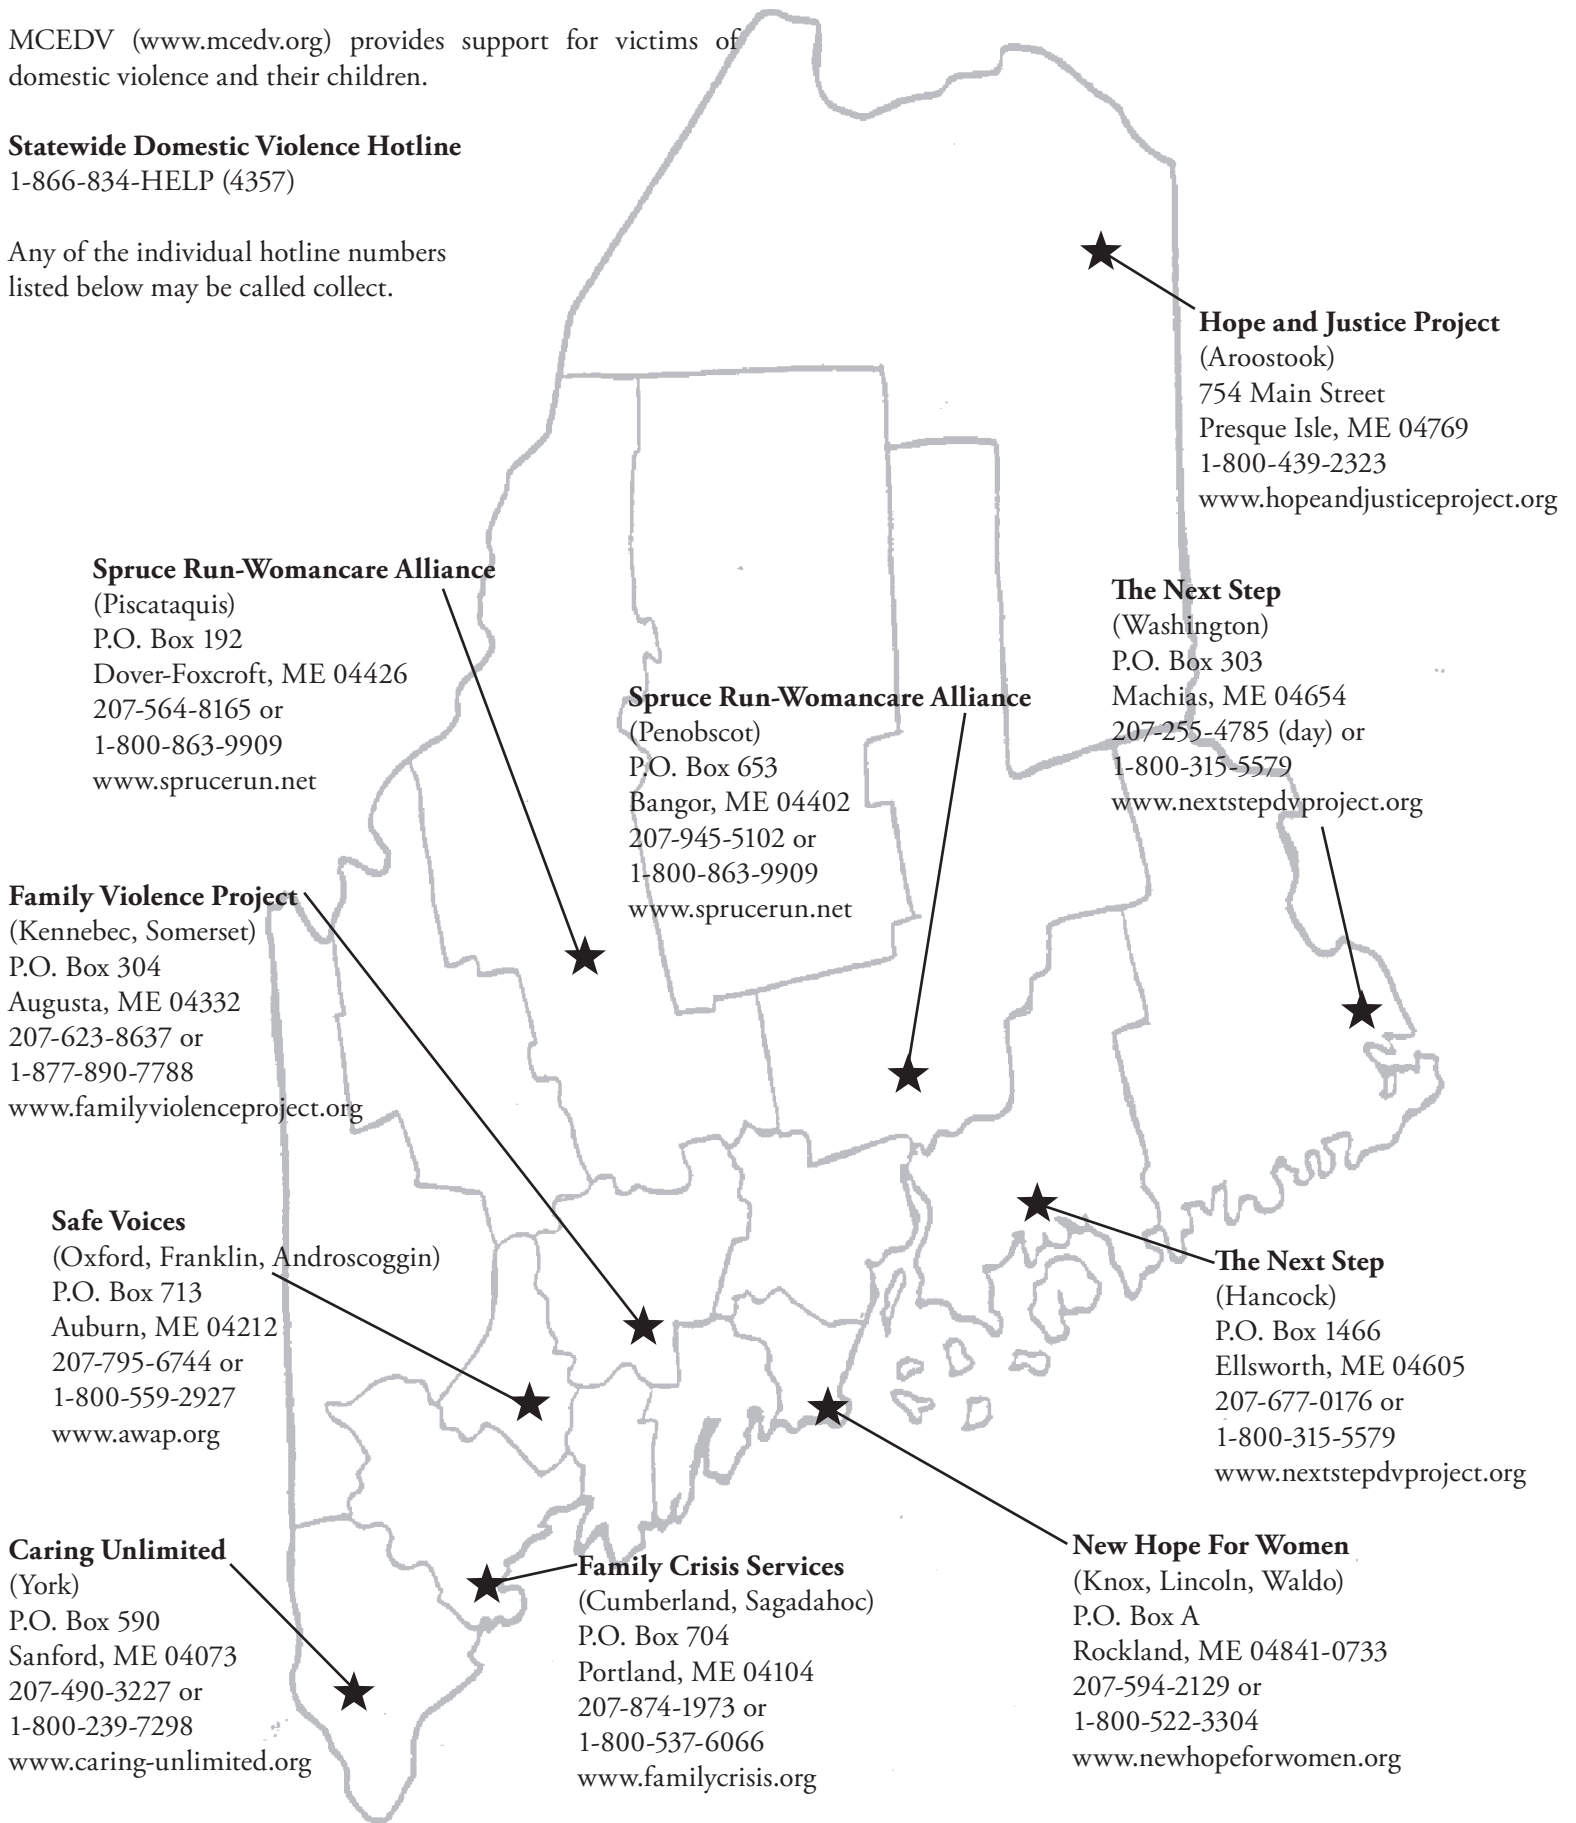 MCEDV (www.mcedv.org) provides support for victims of
domestic violence and their children.
Statewide Domestic Violence Hotline
1-866-834-HELP (4357)
Any of the individual hotline numbers
listed below may be called collect.
Hope and Justice Project
(Aroostook)
754 Main Street
Presque Isle, ME 04769
1-800-439-2323
www.hopeandjusticeproject.org
Spruce Run-Womancare Alliance
(Piscataquis)
P.O. Box 192
Dover-Foxcroft, ME 04426
207-564-8165 or
1-800-863-9909
www.sprucerun.net
The Next Step
(Washington)
P.O. Box 303
Machias, ME 04654
207-255-4785 (day) or
1-800-315-5579
www.nextstepdvproject.org
Spruce Run-Womancare Alliance
(Penobscot)
P.O. Box 653
Bangor, ME 04402
207-945-5102 or
1-800-863-9909
www.sprucerun.net
Family Violence Project
(Kennebec, Somerset)
P.O. Box 304
Augusta, ME 04332
207-623-8637 or
1-877-890-7788
www.familyviolenceproject.org
Safe Voices
(Oxford, Franklin, Androscoggin)
P.O. Box 713
Auburn, ME 04212
207-795-6744 or
1-800-559-2927
www.awap.org
The Next Step
(Hancock)
P.O. Box 1466
Ellsworth, ME 04605
207-677-0176 or
1-800-315-5579
www.nextstepdvproject.org
Caring Unlimited
(York)
P.O. Box 590
Sanford, ME 04073
207-490-3227 or
1-800-239-7298
www.caring-unlimited.org
Family Crisis Services
(Cumberland, Sagadahoc)
P.O. Box 704
Portland, ME 04104
207-874-1973 or
1-800-537-6066
www.familycrisis.org
New Hope For Women
(Knox, Lincoln, Waldo)
P.O. Box A
Rockland, ME 04841-0733
207-594-2129 or
1-800-522-3304
www.newhopeforwomen.org